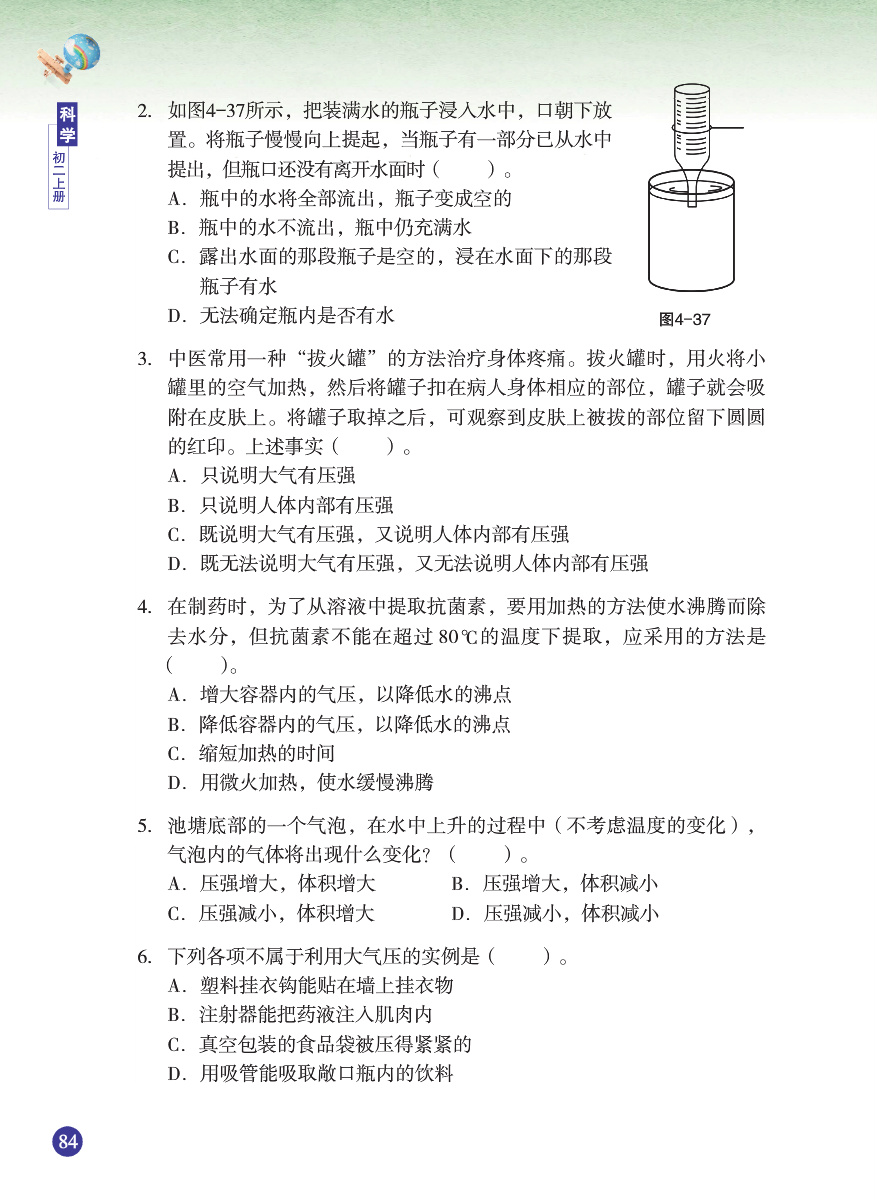 科学
初二上册
2. 如图4-37所示，把装满水的瓶子浸入水中，口朝下放
置。将瓶子慢慢向上提起，当瓶子有一部分已从水中
提出，但瓶口还没有离开水面时（　　）。
A. 瓶中的水将全部流出，瓶子变成空的
B. 瓶中的水不流出，瓶中仍充满水
C. 露出水面的那段瓶子是空的，浸在水面下的那段
瓶子有水
D. 无法确定瓶内是否有水
图4-37
3. 中医常用一种“拔火罐”的方法治疗身体疼痛。拔火罐时，用火将小
罐里的空气加热，然后将罐子扣在病人身体相应的部位，罐子就会吸
附在皮肤上。将罐子取掉之后，可观察到皮肤上被拔的部位留下圆圆
的红印。上述事实（　　）。
A. 只说明大气有压强
B. 只说明人体内部有压强
C. 既说明大气有压强，又说明人体内部有压强
D. 既无法说明大气有压强，又无法说明人体内部有压强
4. 在制药时，为了从溶液中提取抗菌素，要用加热的方法使水沸腾而除
去水分，但抗菌素不能在超过 80℃的温度下提取，应采用的方法是
（　　）。
A. 增大容器内的气压，以降低水的沸点
B. 降低容器内的气压，以降低水的沸点
C. 缩短加热的时间
D. 用微火加热，使水缓慢沸腾
5. 池塘底部的一个气泡，在水中上升的过程中（不考虑温度的变化），
气泡内的气体将出现什么变化？（　　）。
A. 压强增大，体积增大　　B. 压强增大，体积减小
C. 压强减小，体积增大　　D. 压强减小，体积减小
6. 下列各项不属于利用大气压的实例是（　　）。
A. 塑料挂衣钩能贴在墙上挂衣物
B. 注射器能把药液注入肌肉内
C. 真空包装的食品袋被压得紧紧的
D. 用吸管能吸取敞口瓶内的饮料
84